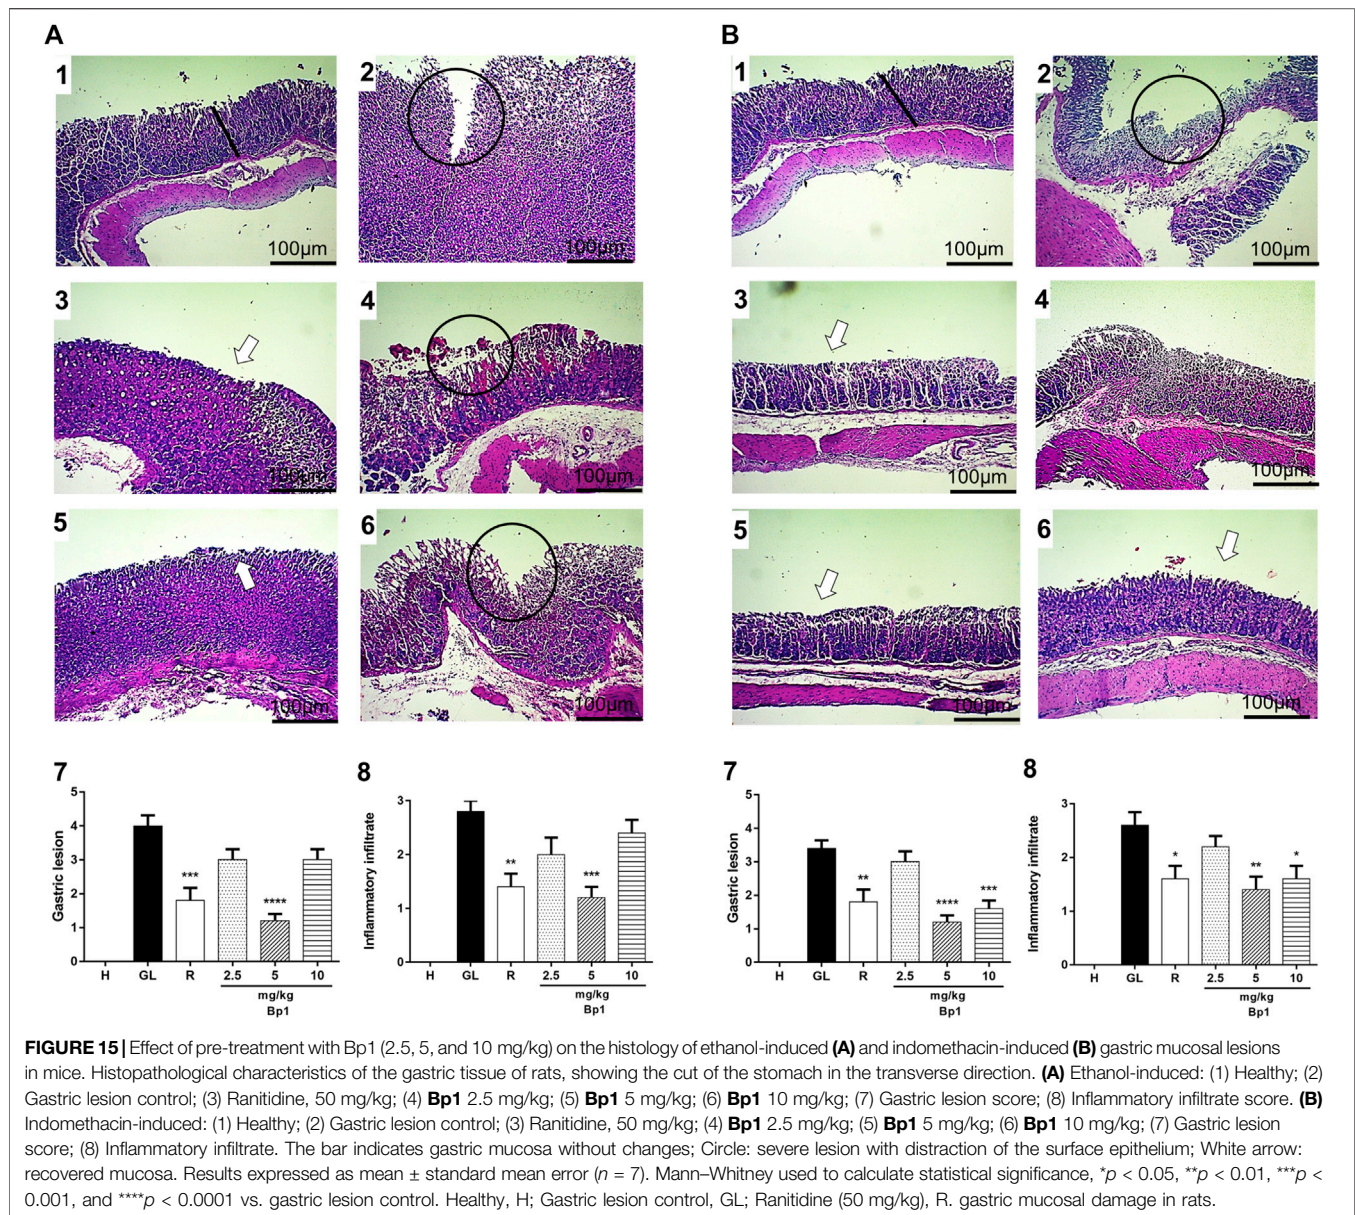 A
B
1
100µm
2
100µm
1
100µm
2
100µm
3
100µm
4
100µm
3
100µm
4
100µm
5
100µm
6
100µm
5
100µm
6
100µm
7
Gastric lesion
5
4
3
2
1
0
***
****
H GL R 2.5 5 10
mg/kg
Bp1
8
Inflammatory infiltrate
3
2
1
0
**
***
H GL R 2.5 5 10
mg/kg
Bp1
7
Gastric lesion
5
4
3
2
1
0
**
****
***
H GL R 2.5 5 10
mg/kg
Bp1
8
Inflammatory infiltrate
3
2
1
0
*
**
*
H GL R 2.5 5 10
mg/kg
Bp1
FIGURE 15 | Effect of pre-treatment with Bp1 (2.5, 5, and 10 mg/kg) on the histology of ethanol-induced (A) and indomethacin-induced (B) gastric mucosal lesions
in mice. Histopathological characteristics of the gastric tissue of rats, showing the cut of the stomach in the transverse direction. (A) Ethanol-induced: (1) Healthy; (2)
Gastric lesion control; (3) Ranitidine, 50 mg/kg; (4) Bp1 2.5 mg/kg; (5) Bp1 5 mg/kg; (6) Bp1 10 mg/kg; (7) Gastric lesion score; (8) Inflammatory infiltrate score. (B)
Indomethacin-induced: (1) Healthy; (2) Gastric lesion control; (3) Ranitidine, 50 mg/kg; (4) Bp1 2.5 mg/kg; (5) Bp1 5 mg/kg; (6) Bp1 10 mg/kg; (7) Gastric lesion
score; (8) Inflammatory infiltrate. The bar indicates gastric mucosa without changes; Circle: severe lesion with distraction of the surface epithelium; White arrow:
recovered mucosa. Results expressed as mean ± standard mean error (n = 7). Mann–Whitney used to calculate statistical significance, *p < 0.05, **p < 0.01, ***p <
0.001, and ****p < 0.0001 vs. gastric lesion control. Healthy, H; Gastric lesion control, GL; Ranitidine (50 mg/kg), R. gastric mucosal damage in rats.